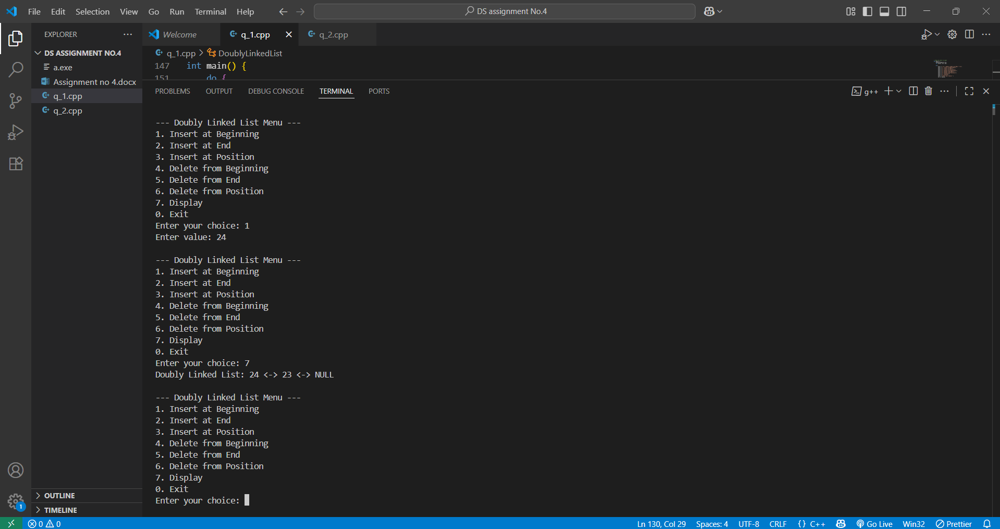 File Edit Selection View Go Run Terminal Help
DS assignment No.4
EXPLORER
Welcome
q_1.cpp
q_2.cpp
DS ASSIGNMENT NO.4
a.exe
Assignment no 4.docx
q_1.cpp
q_2.cpp
q_1.cpp > DoublyLinkedList
147 int main() {
151 do {
PROBLEMS OUTPUT DEBUG CONSOLE TERMINAL PORTS
g++
--- Doubly Linked List Menu ---
1. Insert at Beginning
2. Insert at End
3. Insert at Position
4. Delete from Beginning
5. Delete from End
6. Delete from Position
7. Display
0. Exit
Enter your choice: 1
Enter value: 24
--- Doubly Linked List Menu ---
1. Insert at Beginning
2. Insert at End
3. Insert at Position
4. Delete from Beginning
5. Delete from End
6. Delete from Position
7. Display
0. Exit
Enter your choice: 7
Doubly Linked List: 24 <-> 23 <-> NULL
--- Doubly Linked List Menu ---
1. Insert at Beginning
2. Insert at End
3. Insert at Position
4. Delete from Beginning
5. Delete from End
6. Delete from Position
7. Display
0. Exit
Enter your choice:
OUTLINE
TIMELINE
1
0 0
Ln 130, Col 29 Spaces: 4 UTF-8 CRLF {} C++ Go Live Win32 Prettier